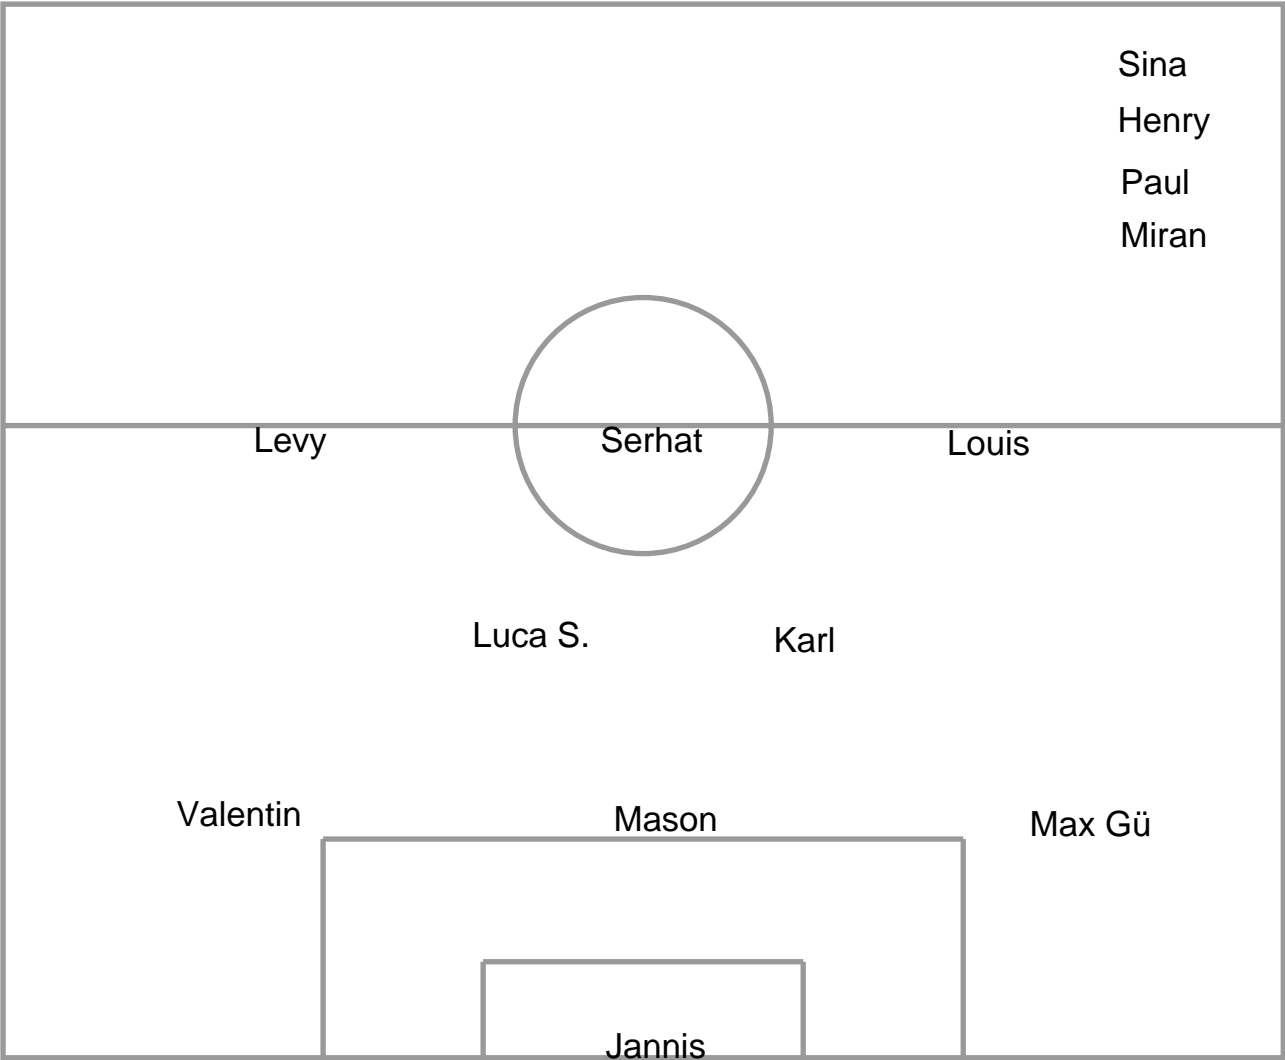 Sina
Henry
Paul
Miran
Levy Serhat Louis
Luca S. Karl
Valentin Mason Max Gü
Jannis